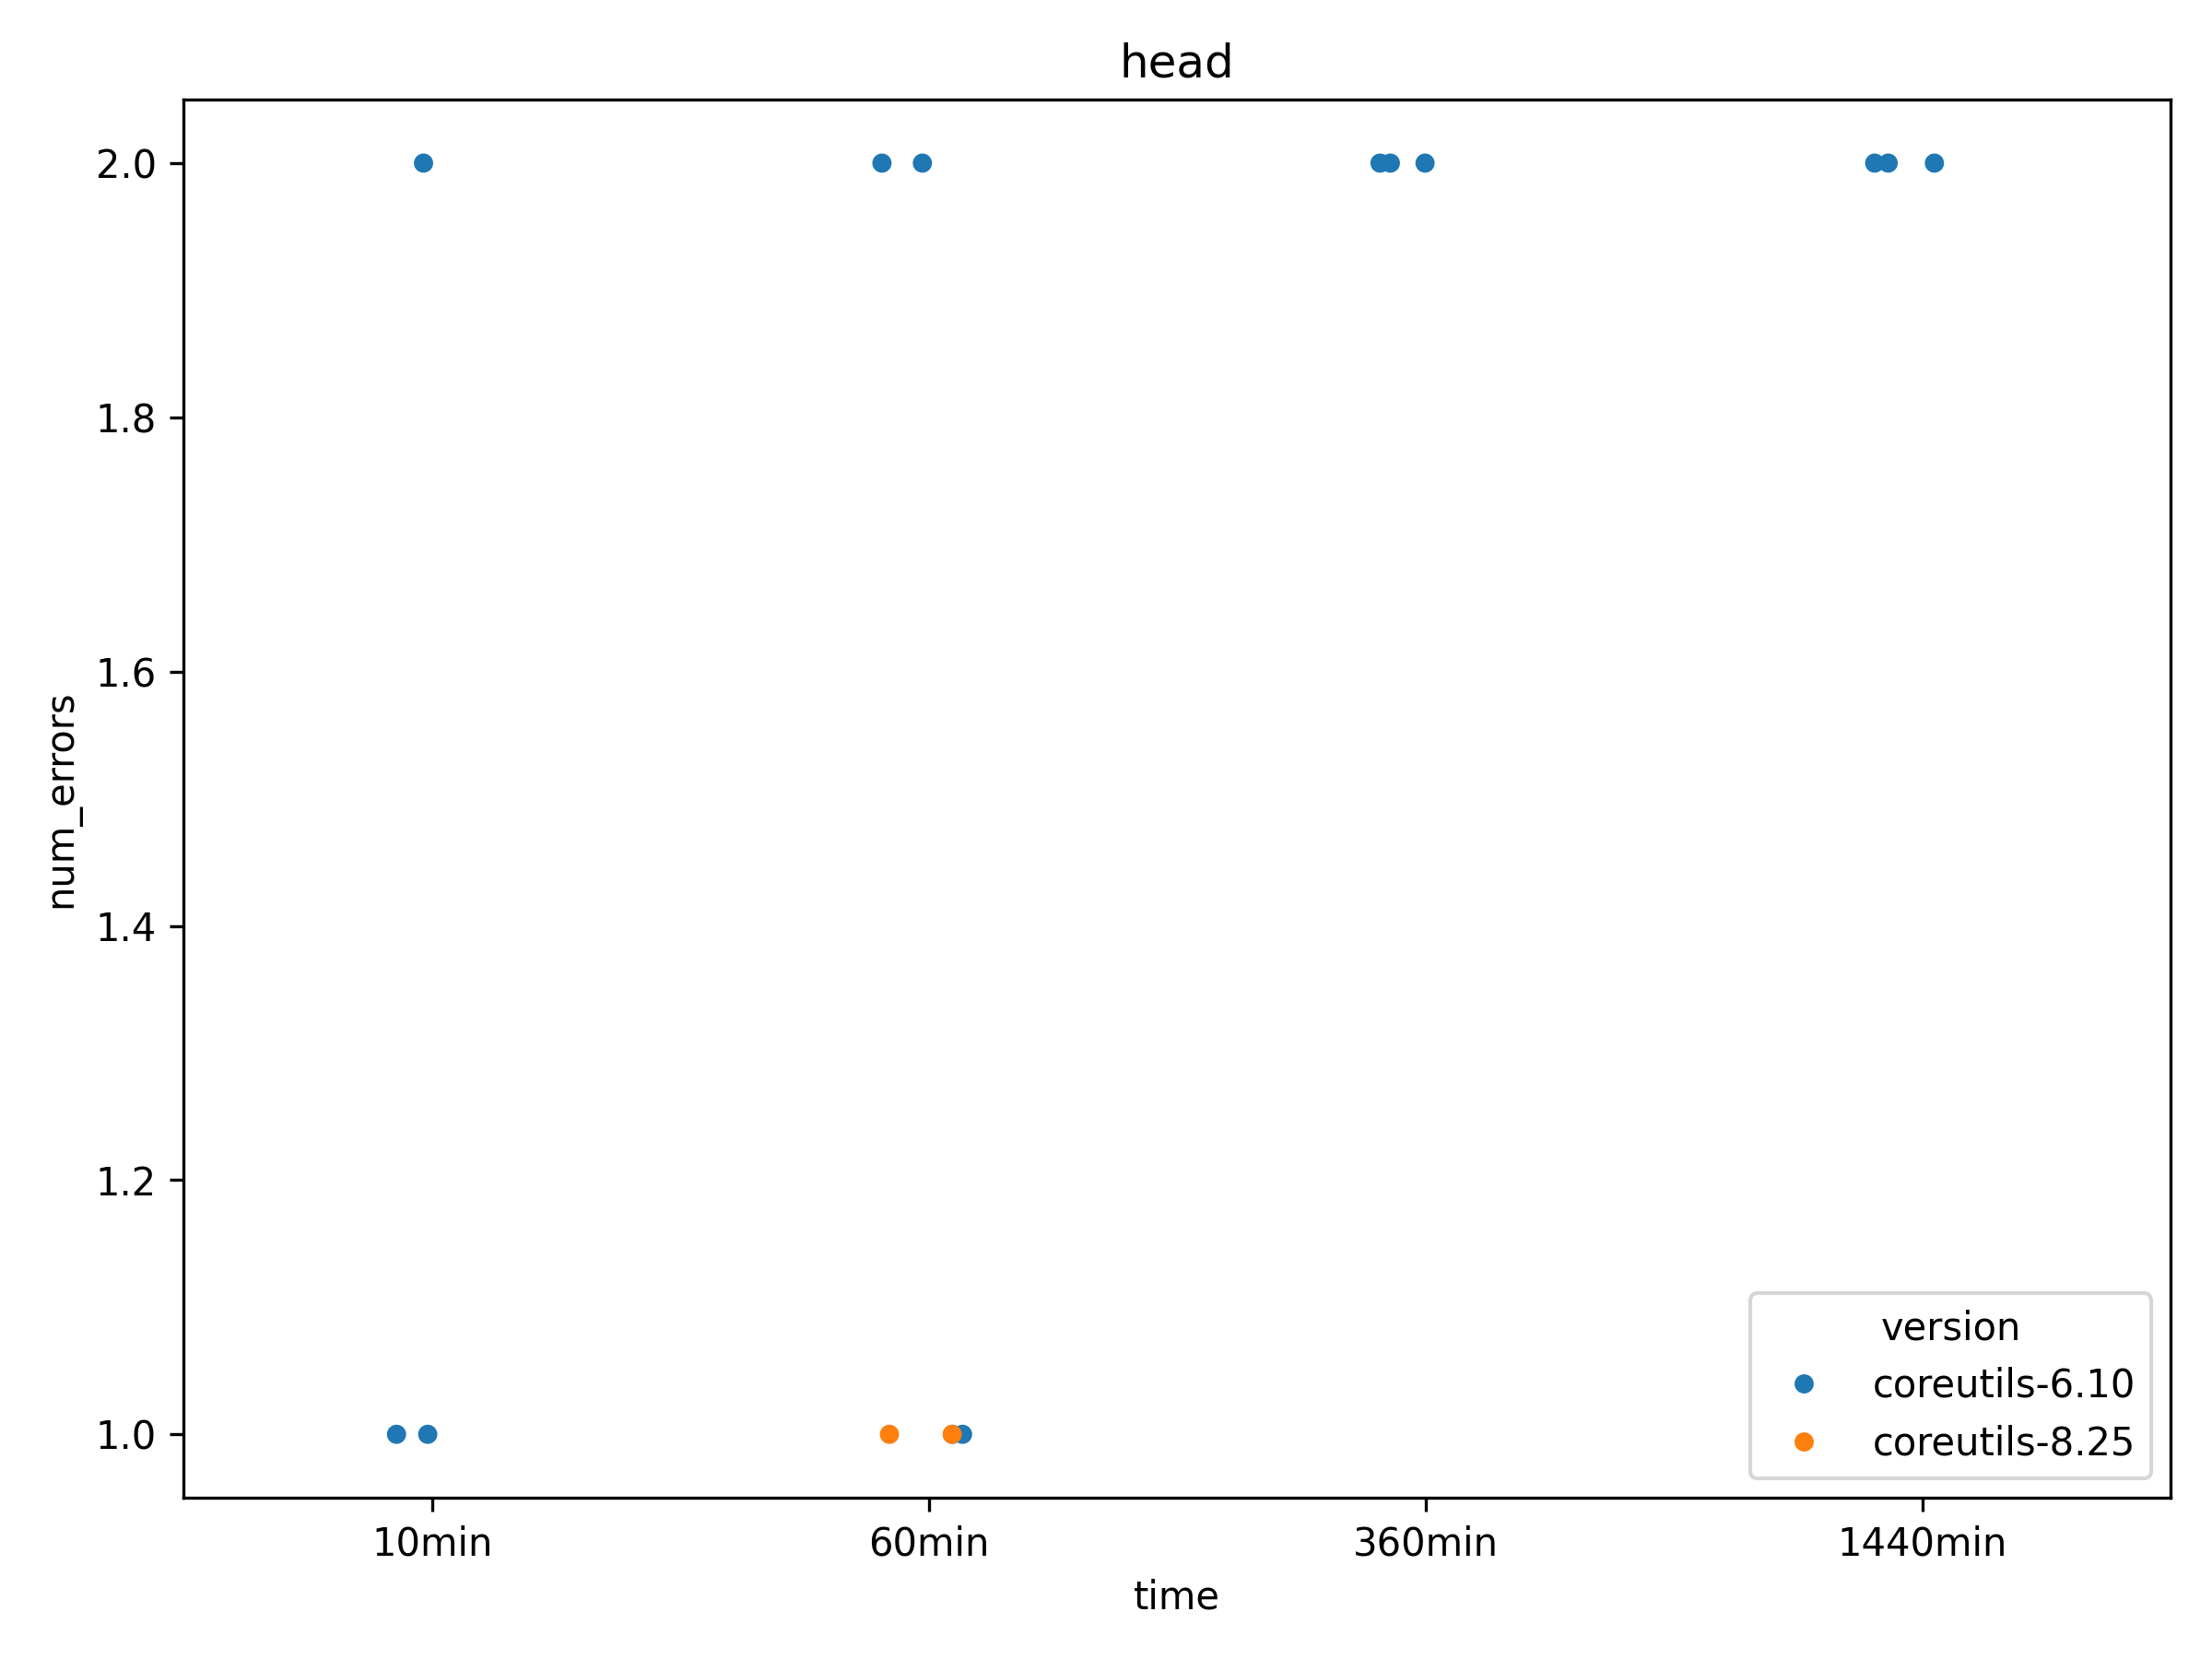 head
2.0
1.8
1.6
1.4
1.2
1.0
num_errors
10min 60min 360min 1440min
time
version
coreutils-6.10
coreutils-8.25